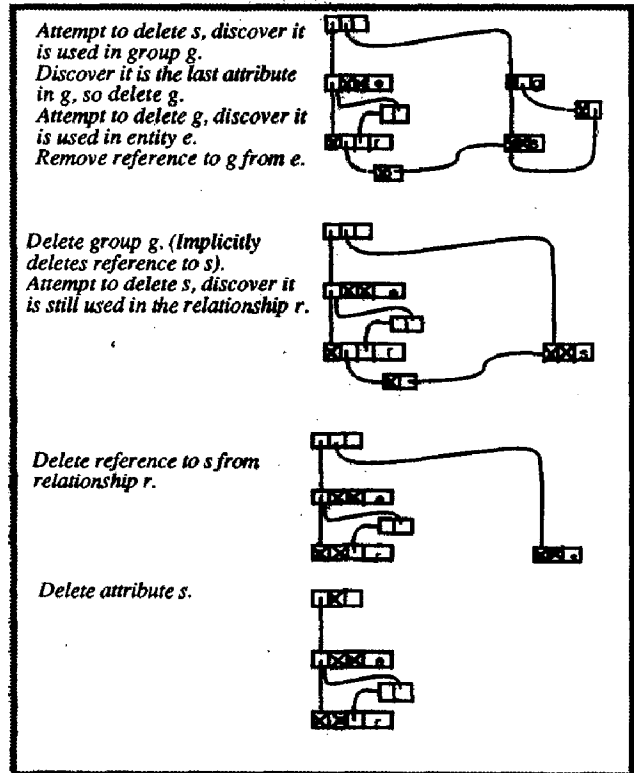 Attempt to delete s, discover it
is used in group g.
Discover it is the last attribute
in g, so delete g.
Attempt to delete g, discover it
is used in entity e.
Remove reference to g from e.
e
g
r
s
Delete group g. (Implicitly
deletes reference to s).
Attempt to delete s, discover it
is still used in the relationship r.
e
r
s
Delete reference to s from
relationship r.
e
r
Delete attribute s.
e
r